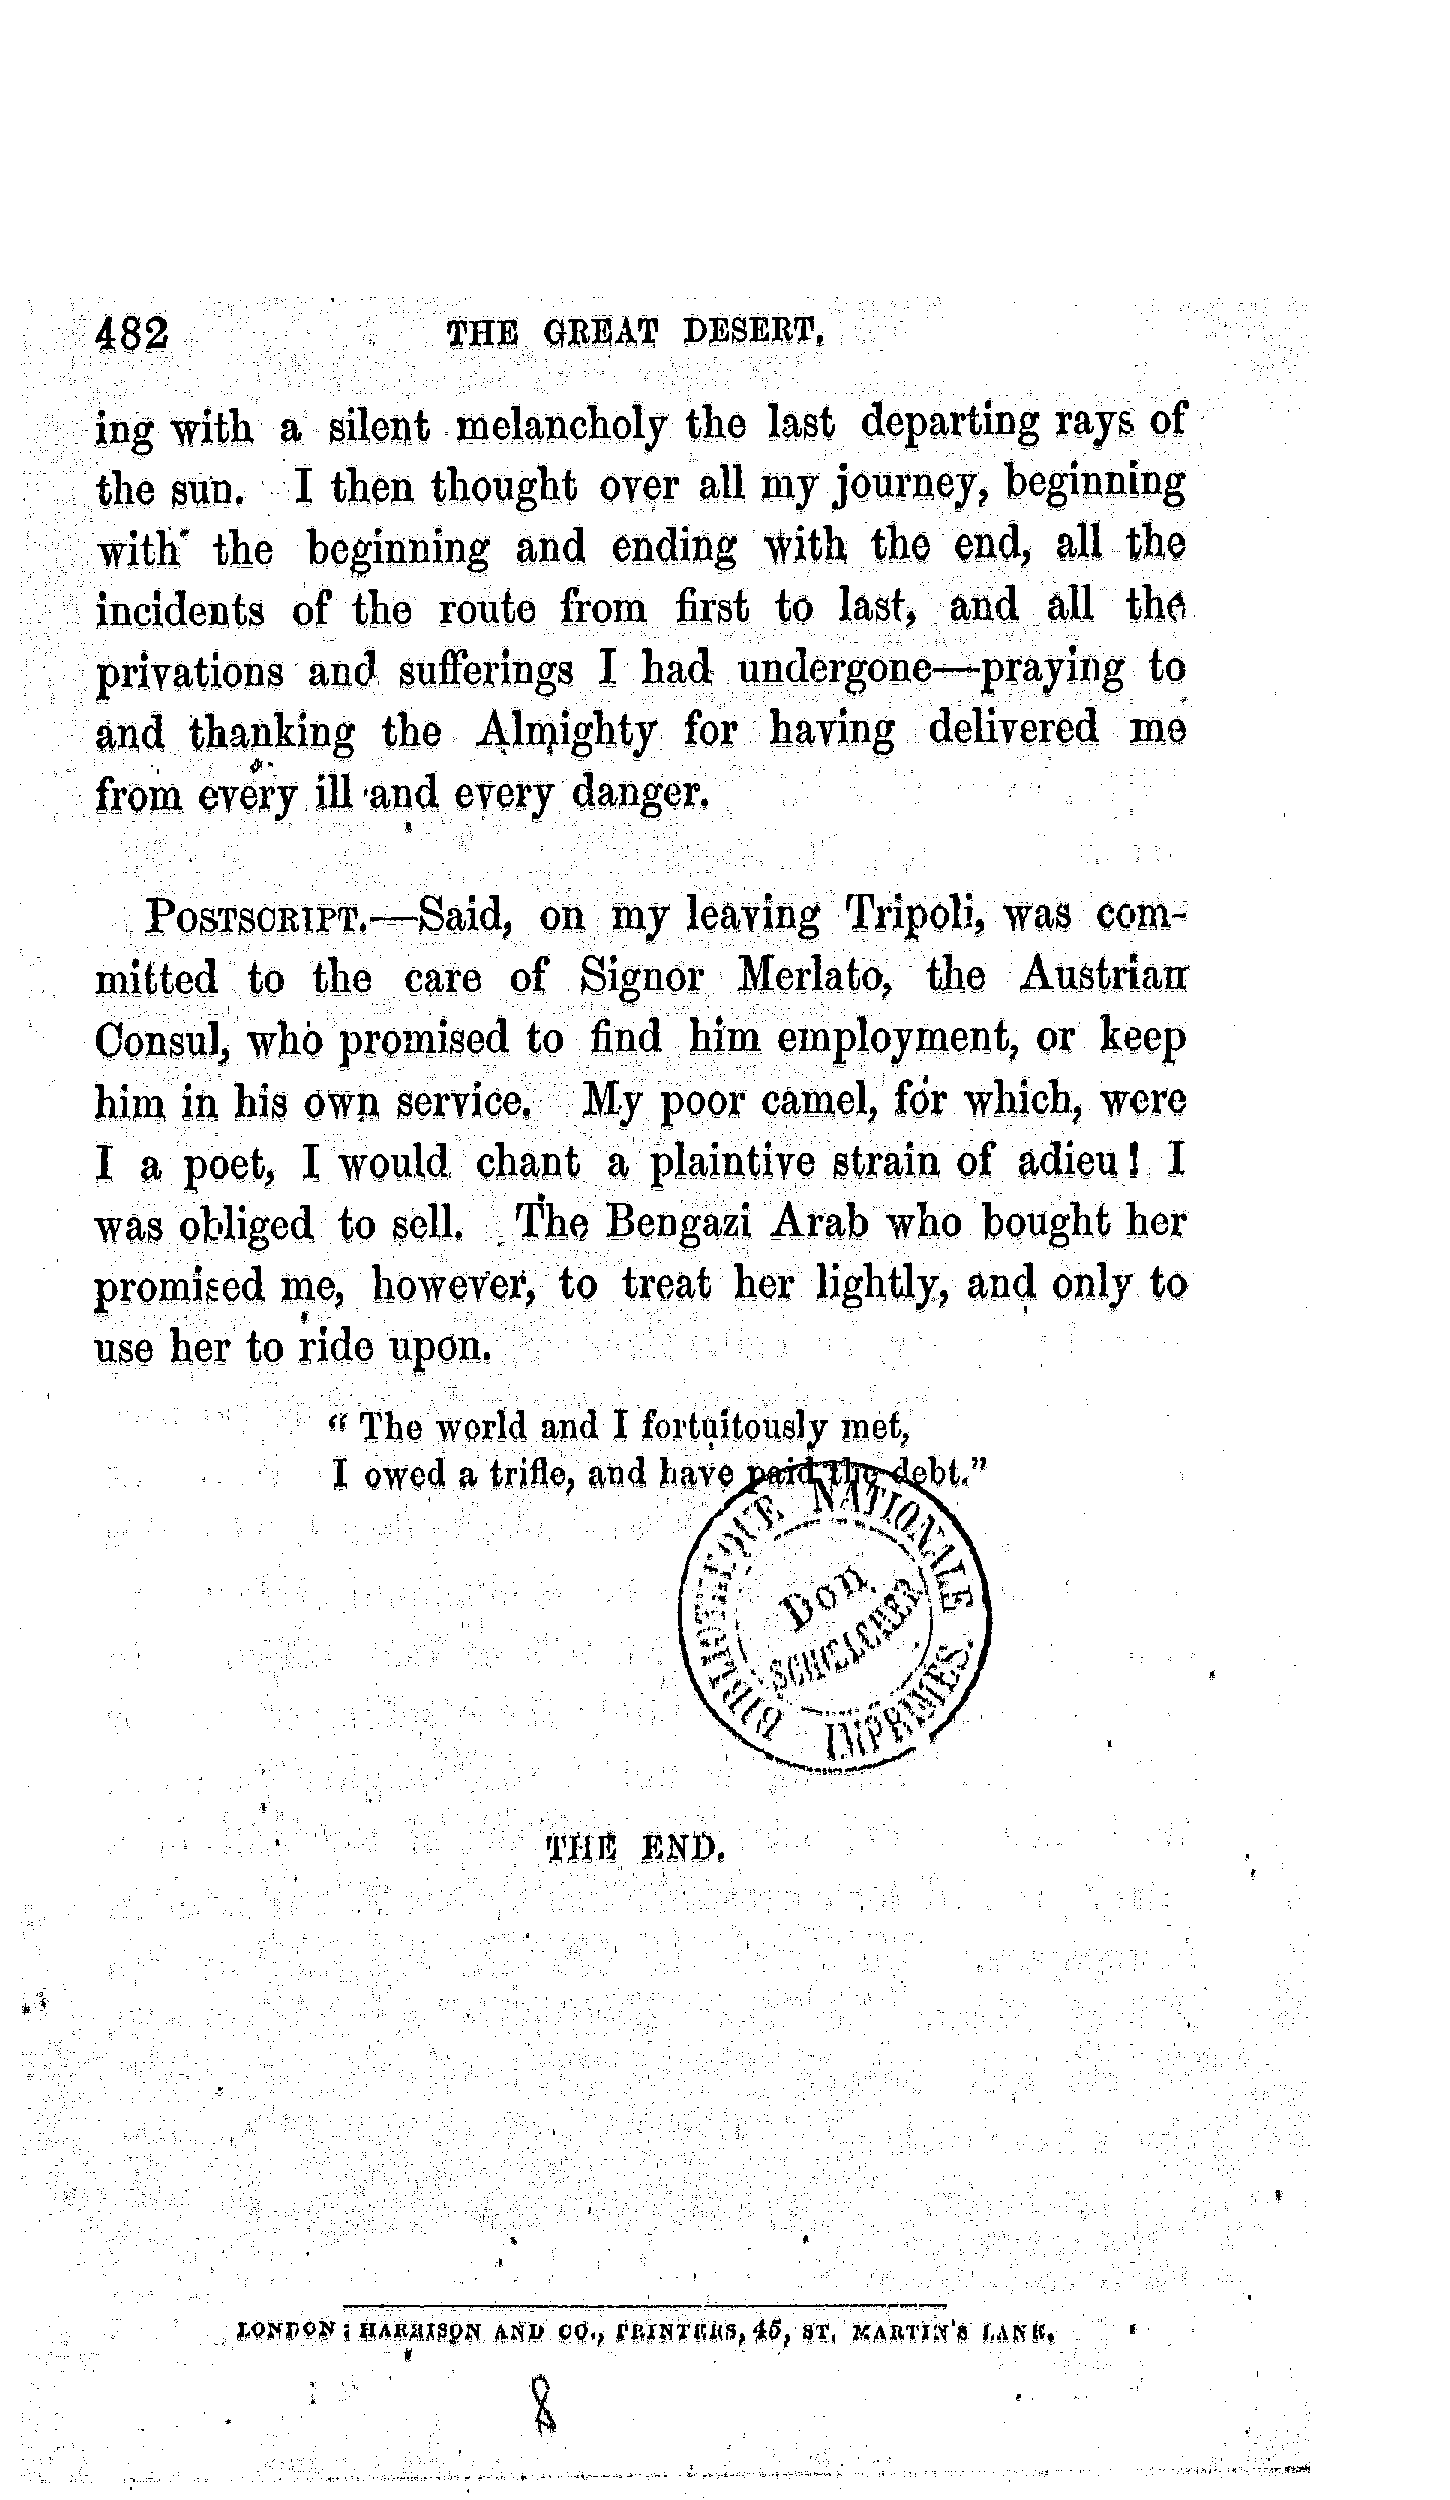 482 THE GREAT DESERT.
ing with a silent melancholy the last departing rays of
the sun. I then thought over all my journey, beginning
with the beginning and ending with the end, all the
incidents of the route from first to last, and all the
privations and sufferings I had undergone—praying to
and thanking the Almighty for having delivered me
from every ill and every danger.
POSTSCRIPT.—Said, on my leaving Tripoli, was com-
mitted to the care of Signor Merlato, the Austrian
Consul, who promised to find him employment, or keep
him in his own service. My poor camel, for which, were
I a poet, I would chant a plaintive strain of adieu! I
was obliged to sell. The Bengazi Arab who bought her
promised me, however, to treat her lightly, and only to
use her to ride upon.
“The world and I fortuitously met,
I owed a trifle, and have paid the debt.”
BIBLIOTHEQUE NATIONALE
Don
SCHŒLCHER
IMPRIMÉS.
THE END.
LONDON: HARRISON AND CO., PRINTERS, 45, ST. MARTIN'S LANE.
8